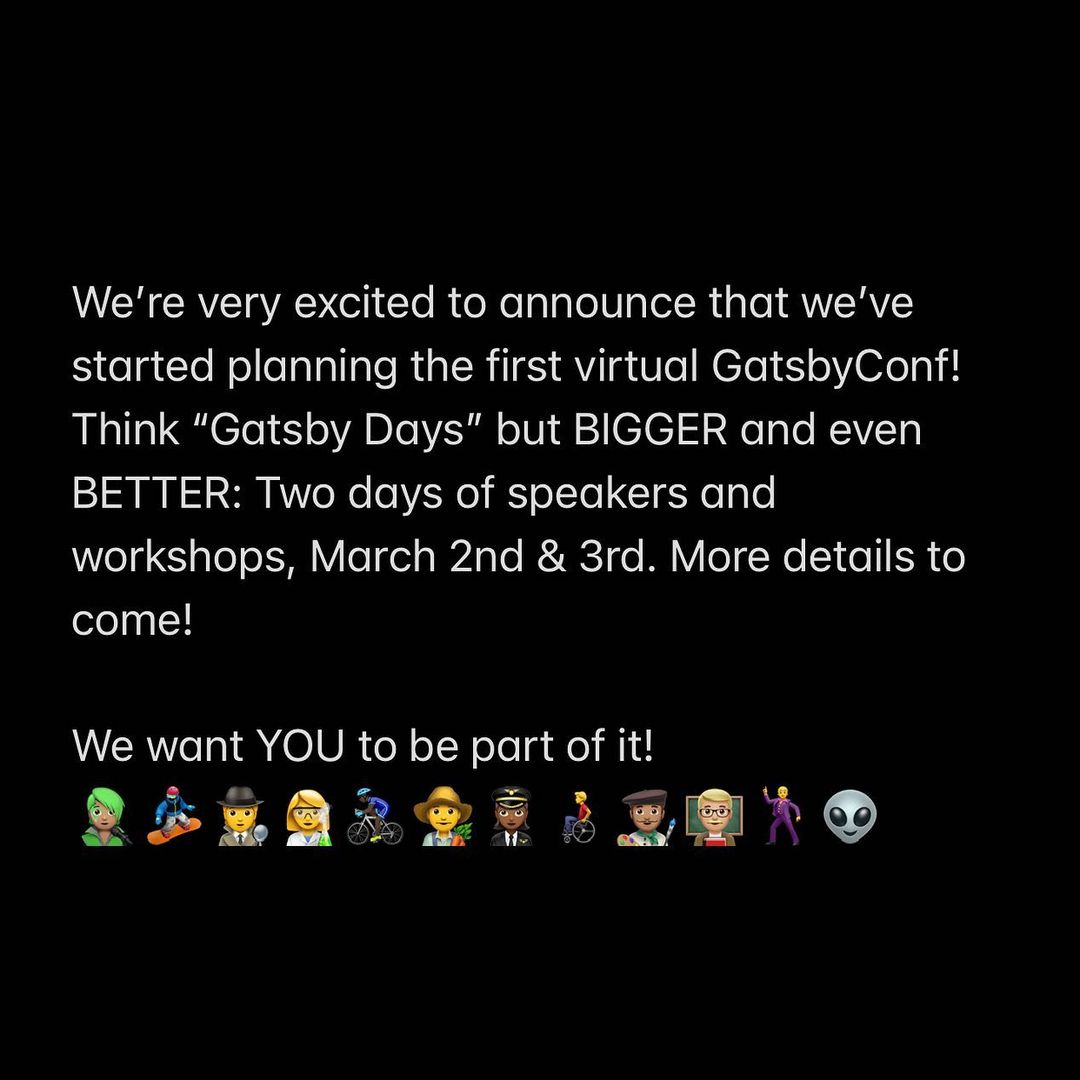 We’re very excited to announce that we’ve
started planning the first virtual GatsbyConf!
Think “Gatsby Days” but BIGGER and even
BETTER: Two days of speakers and
workshops, March 2nd & 3rd. More details to
come!
We want YOU to be part of it!